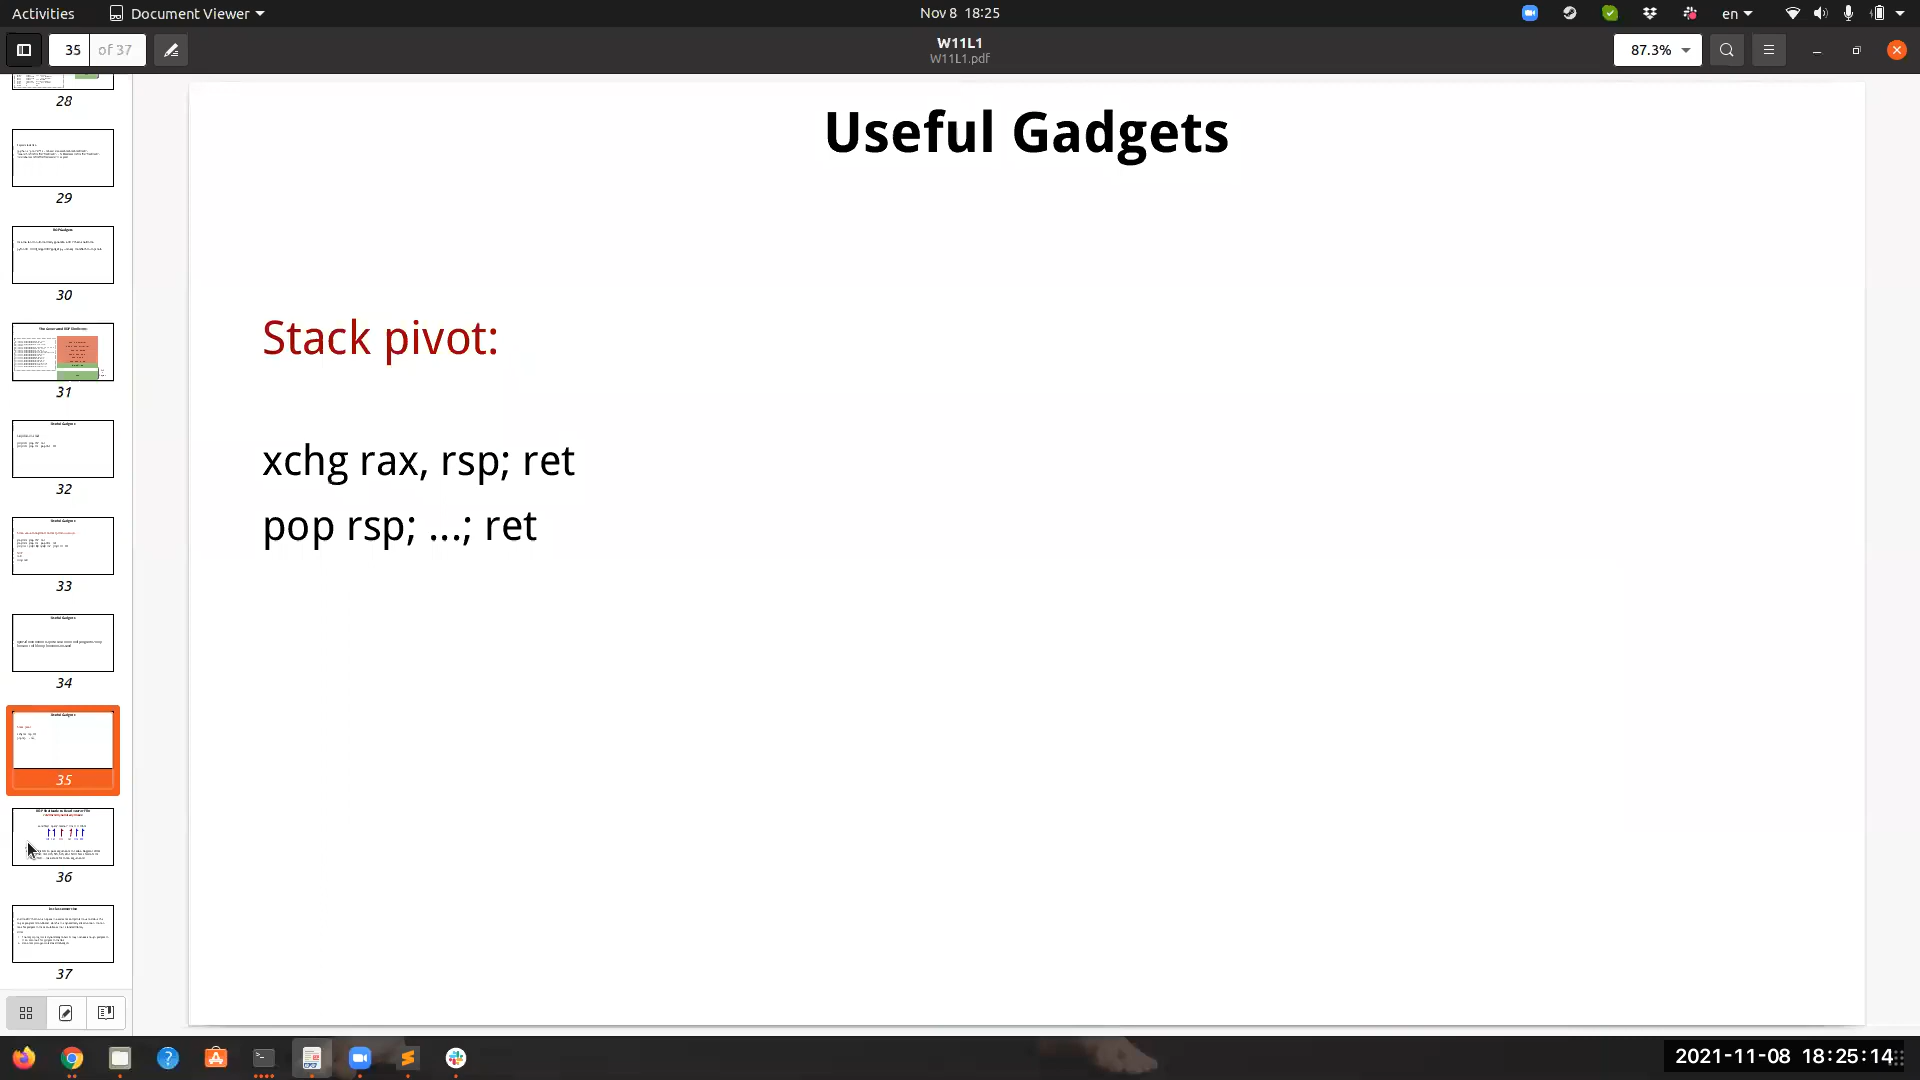 Activities Document Viewer Nov 8 18:25 en
35 of 37 W11L1 87.3%
W11L1.pdf
28
29
30
31
32
33
34
35
36
37
Useful Gadgets
Stack pivot:
xchg rax, rsp; ret
pop rsp; ...; ret
2021-11-08 18:25:14